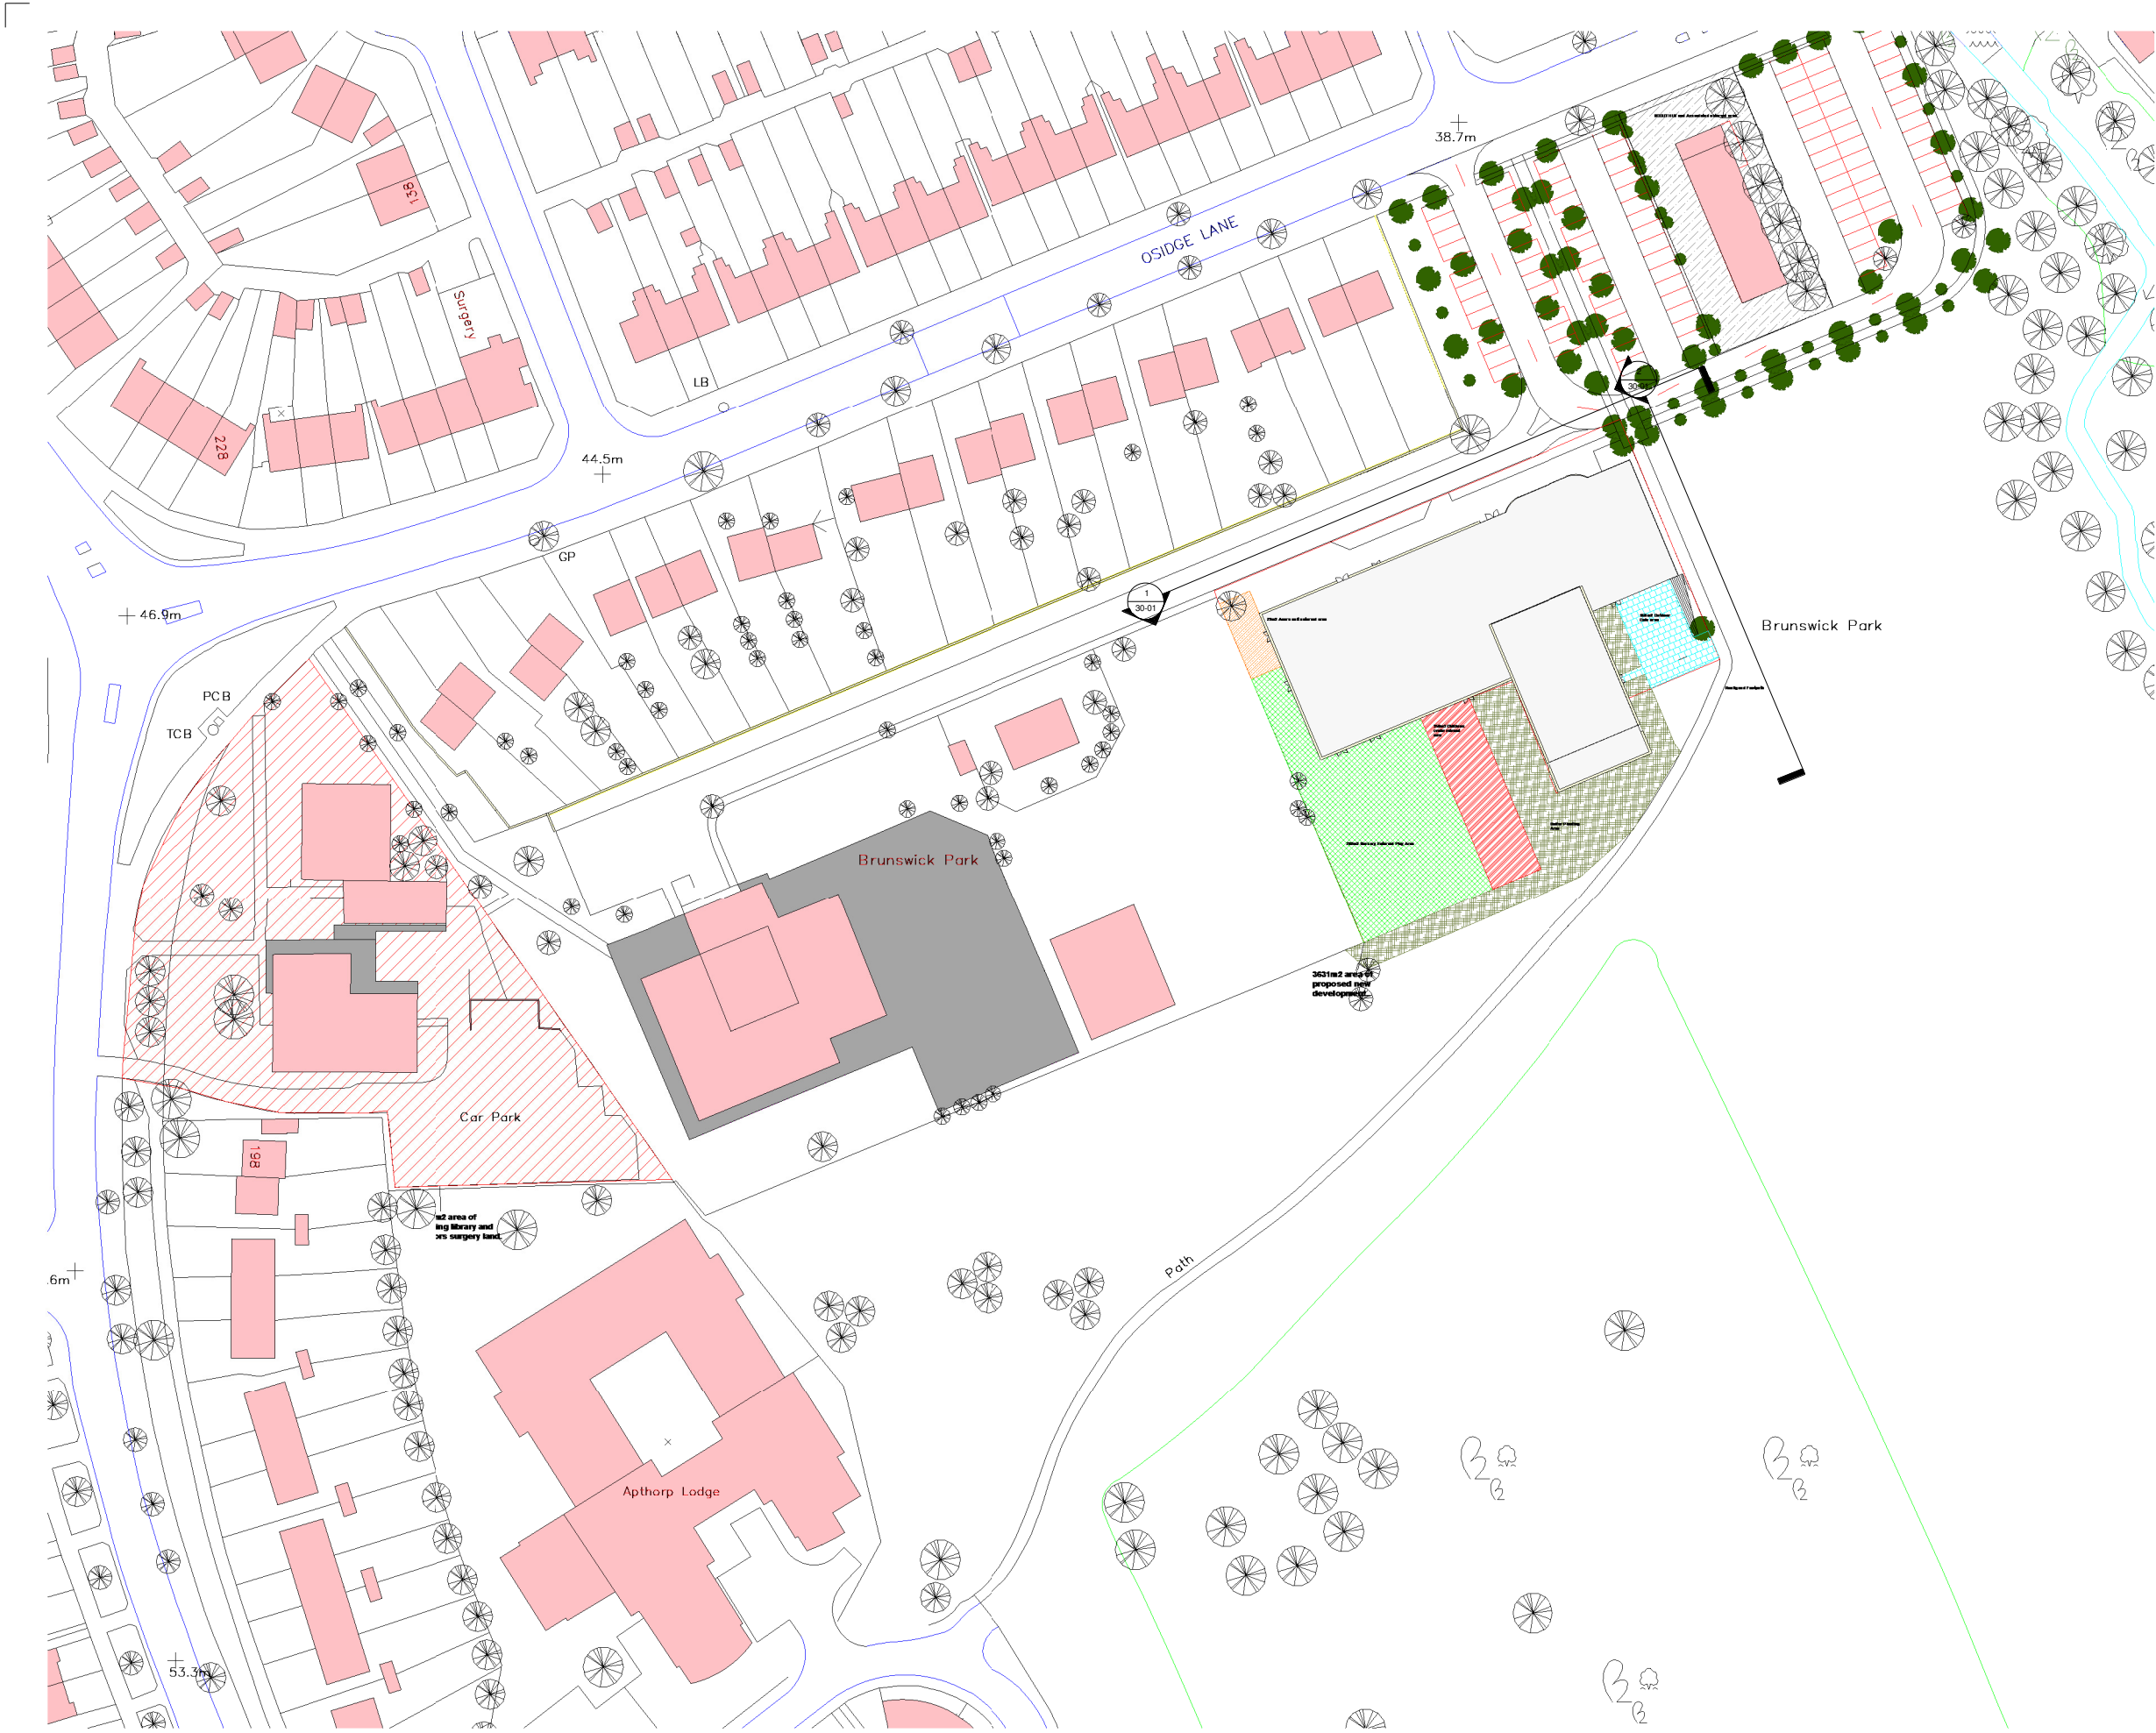 38.7m
138
OSIDGE LANE
Surgery
LB
228
44.5m
GP
46.9m
1
30-01
30-01
Brunswick Park
PCB
TCB
Brunswick Park
3631m2 area of
proposed new
development
Car Park
198
m2 area of
ing library and
ors surgery land.
.6m
Path
Apthorp Lodge
53.3m